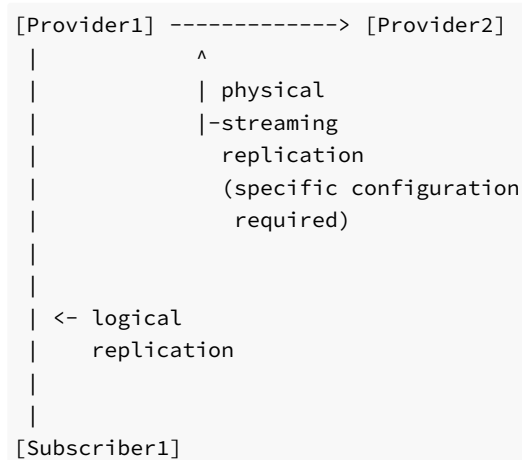 [Provider1] -------------> [Provider2]
 |             ^
 |             | physical
 |             |-streaming
 |               replication
 |               (specific configuration
 |                required)
 |
 |
 | <- logical
 |    replication
 |
 |
[Subscriber1]